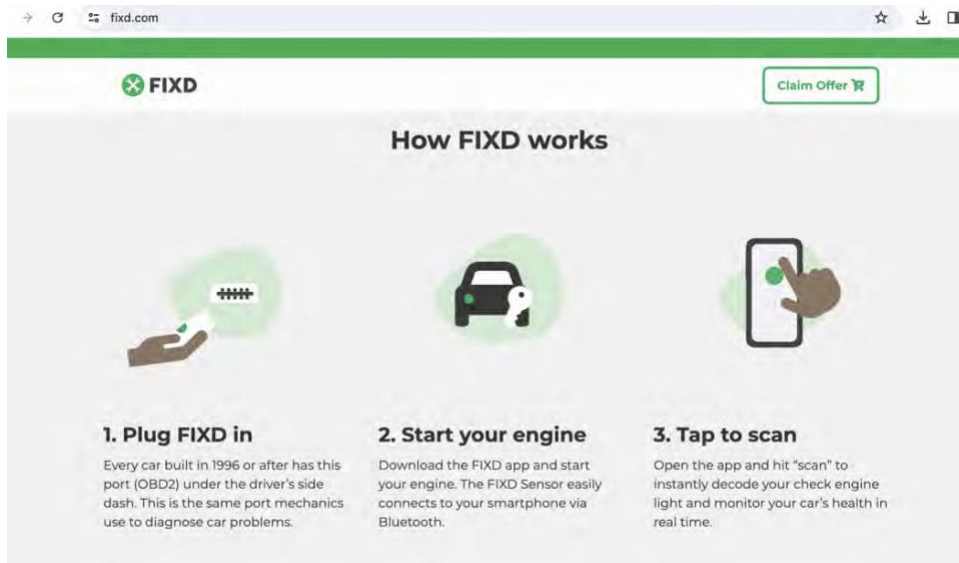 fixd.com
FIXD
Claim Offer
How FIXD works
1. Plug FIXD in
Every car built in 1996 or after has this
port (OBD2) under the driver's side
dash. This is the same port mechanics
use to diagnose car problems.
2. Start your engine
Download the FIXD app and start
your engine. The FIXD Sensor easily
connects to your smartphone via
Bluetooth.
3. Tap to scan
Open the app and hit "scan" to
instantly decode your check engine
light and monitor your car's health in
real time.